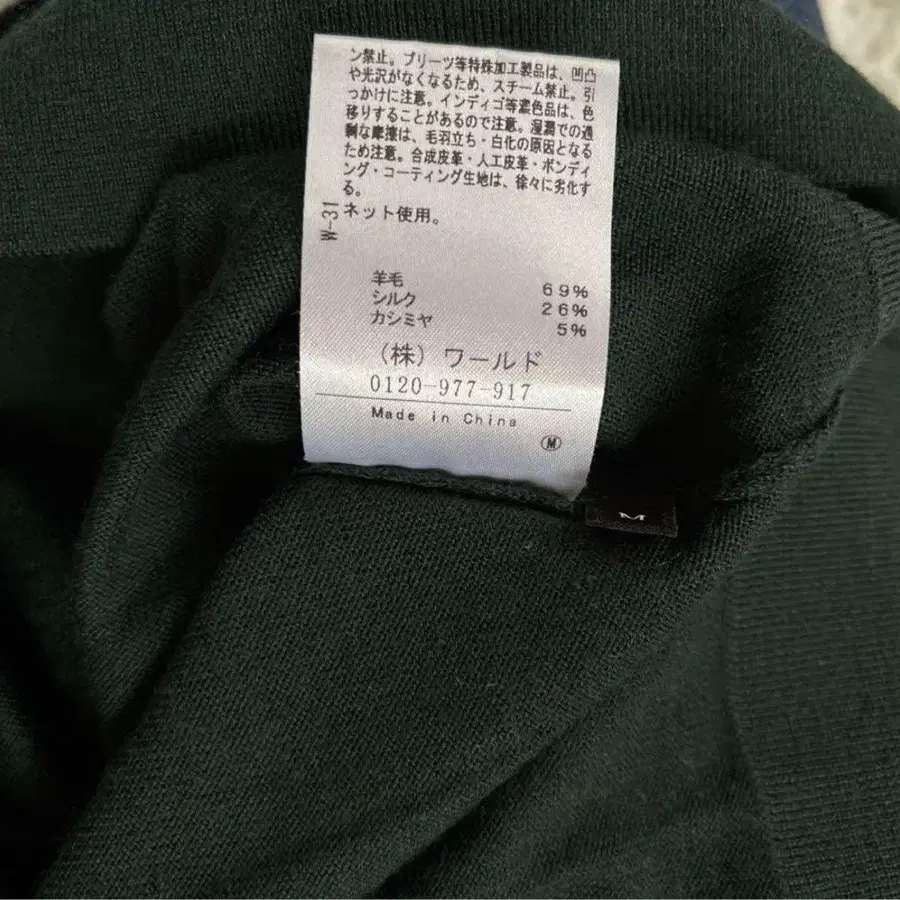 ン禁止。プリーツ等特殊加工製品は、凹凸
や光沢がなくなるため、スチーム禁止。引
っかけに注意。インディゴ等濃色品は、色
移りすることがあるので注意。湿潤での過
剰な摩擦は、毛羽立ち・白化の原因となる
ため注意。合成皮革・人工皮革・ボンディ
ング・コーティング生地は、徐々に劣化す
る。
ネット使用。
W-31
羊毛 69%
シルク 26%
カシミヤ 5%
(株)ワールド
0120-977-917
Made in China
M
M